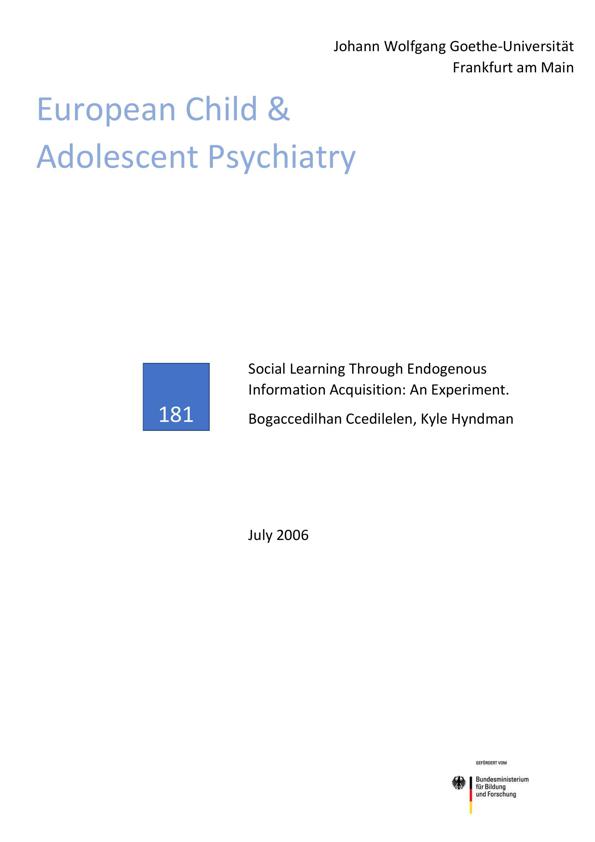 Johann Wolfgang Goethe-Universität
Frankfurt am Main
European Child &
Adolescent Psychiatry
Social Learning Through Endogenous
Information Acquisition: An Experiment.
181
Bogaccedilhan Ccedilelen, Kyle Hyndman
July 2006
GEFÖRDERT VOM
Bundesministerium
für Bildung
und Forschung